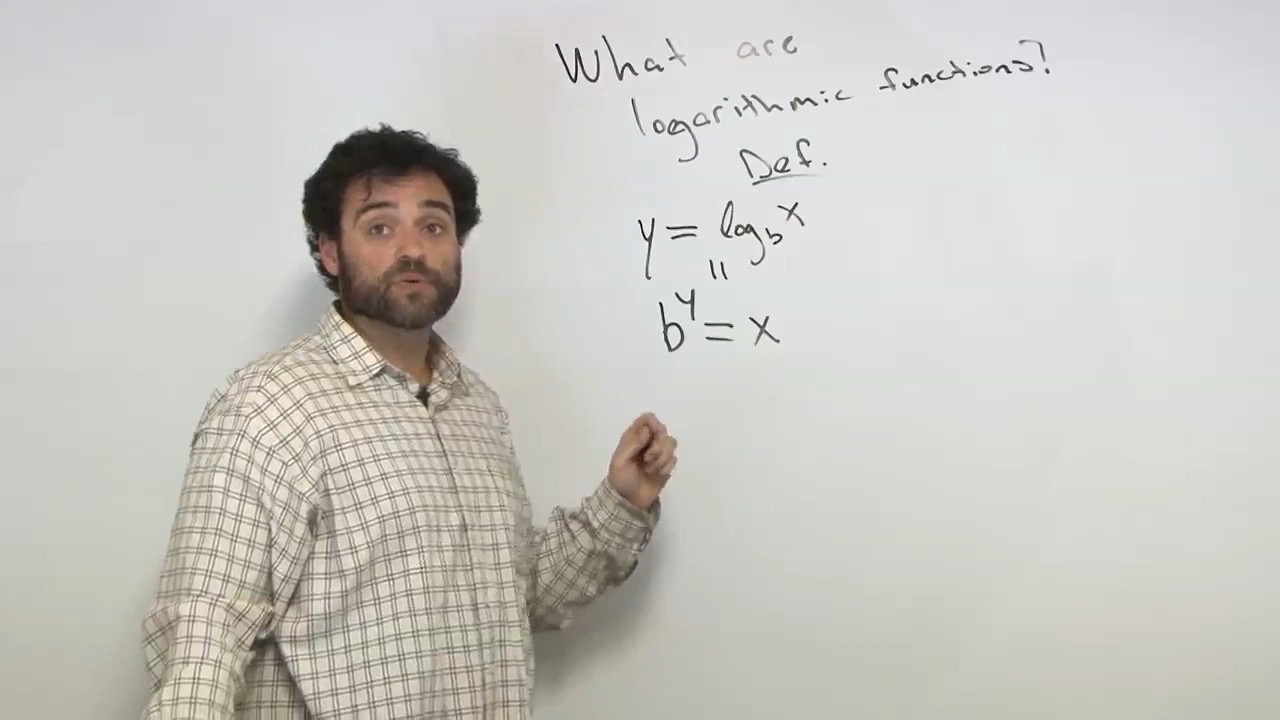 What are
logarithmic functions?
Def.
y = log_b x
||
b^y = x